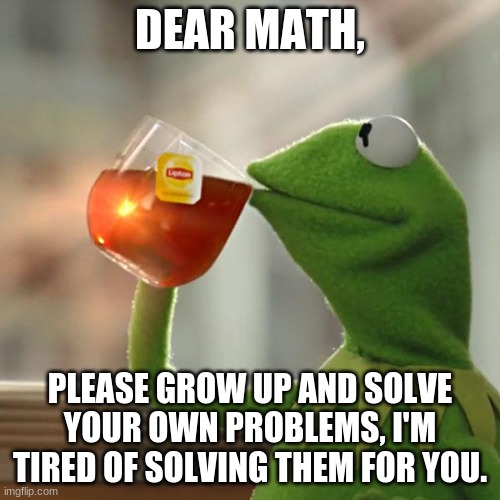 DEAR MATH,
Lipton
PLEASE GROW UP AND SOLVE
YOUR OWN PROBLEMS, I'M
TIRED OF SOLVING THEM FOR YOU.
imgflip.com